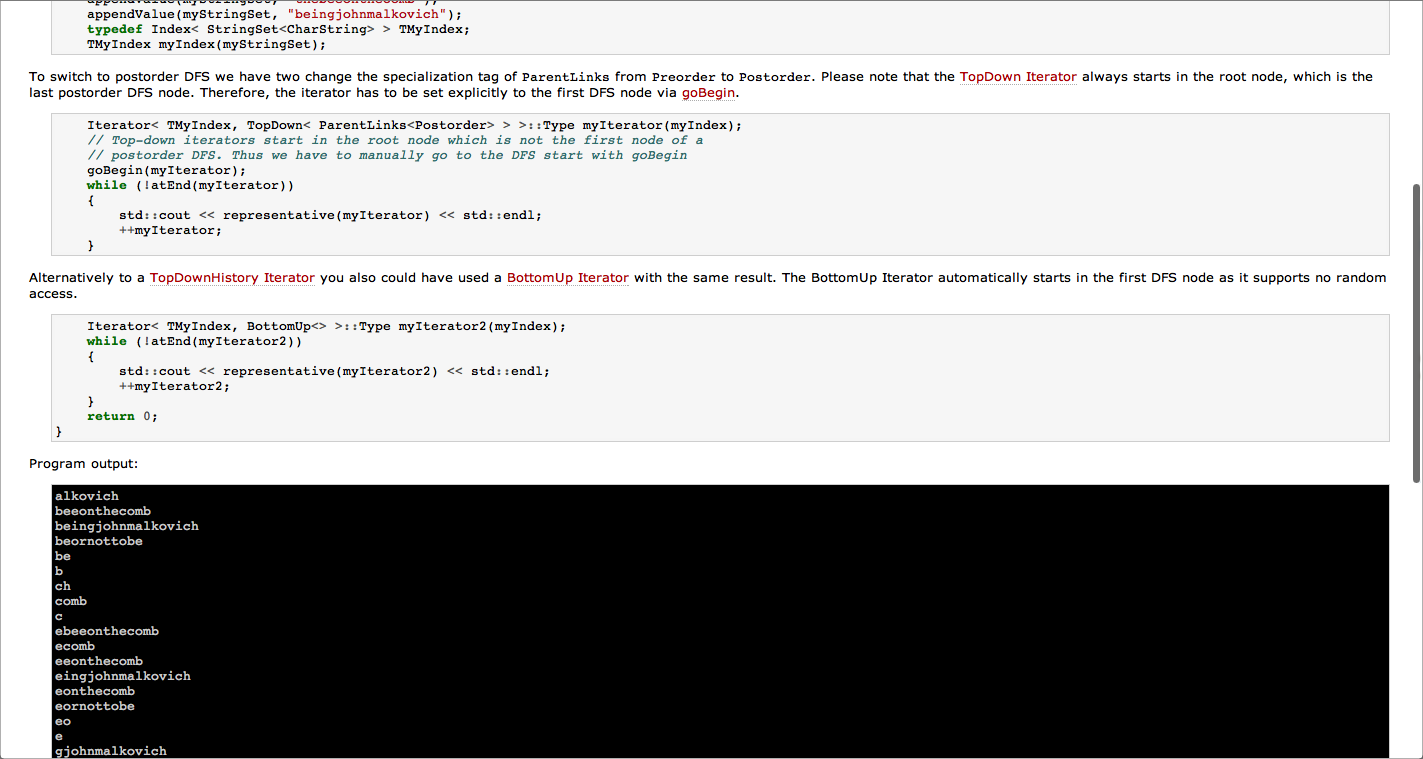 appendValue(myStringSet, "thebeeonthecomb");
appendValue(myStringSet, "beingjohnmalkovich");
typedef Index< StringSet<CharString> > TMyIndex;
TMyIndex myIndex(myStringSet);
To switch to postorder DFS we have two change the specialization tag of ParentLinks from Preorder to Postorder. Please note that the TopDown Iterator always starts in the root node, which is the
last postorder DFS node. Therefore, the iterator has to be set explicitly to the first DFS node via goBegin.
Iterator< TMyIndex, TopDown< ParentLinks<Postorder> > >::Type myIterator(myIndex);
// Top-down iterators start in the root node which is not the first node of a
// postorder DFS. Thus we have to manually go to the DFS start with goBegin
goBegin(myIterator);
while (!atEnd(myIterator))
{
std::cout << representative(myIterator) << std::endl;
++myIterator;
}
Alternatively to a TopDownHistory Iterator you also could have used a BottomUp Iterator with the same result. The BottomUp Iterator automatically starts in the first DFS node as it supports no random
access.
Iterator< TMyIndex, BottomUp<> >::Type myIterator2(myIndex);
while (!atEnd(myIterator2))
{
std::cout << representative(myIterator2) << std::endl;
++myIterator2;
}
return 0;
}
Program output:
alkovich
beeonthecomb
beingjohnmalkovich
beornottobe
be
b
ch
comb
c
ebeeonthecomb
ecomb
eeonthecomb
eingjohnmalkovich
eonthecomb
eornottobe
eo
e
gjohnmalkovich